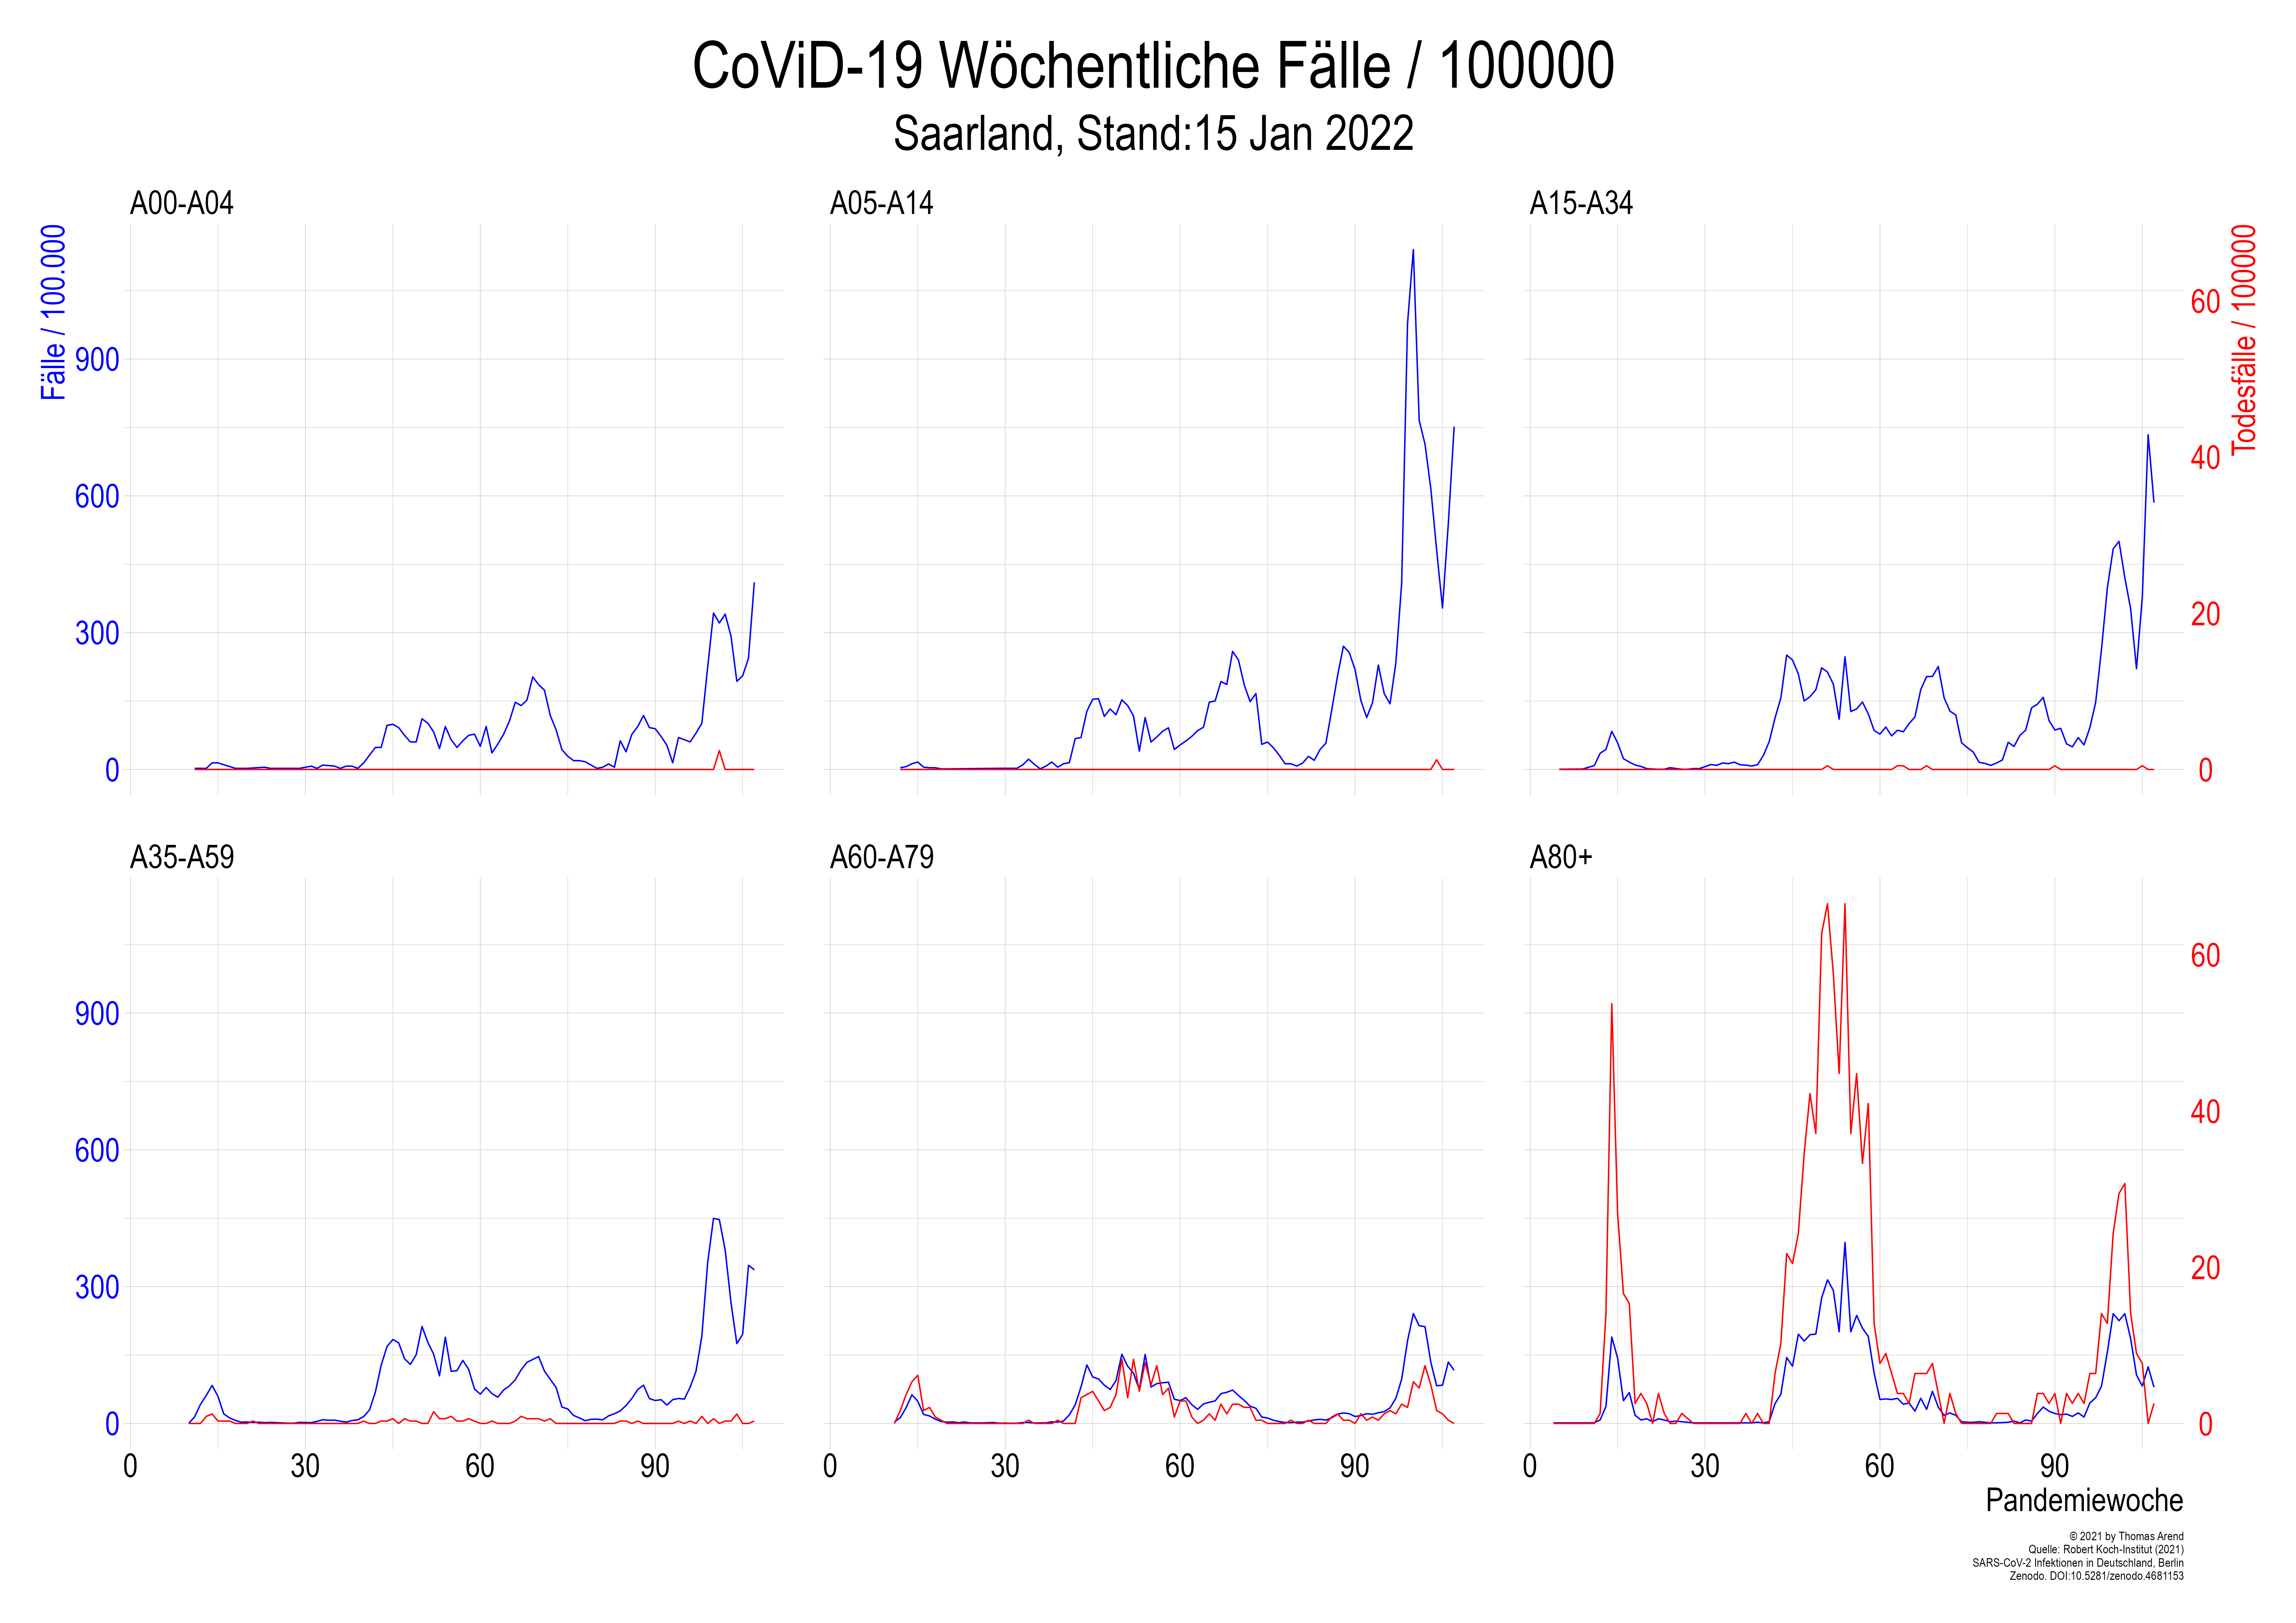 CoViD-19 Wöchentliche Fälle / 100000
Saarland, Stand:15 Jan 2022
A00-A04
A05-A14
A15-A34
Fälle / 100.000
900
600
300
0
60
40
20
0
Todesfälle / 100000
A35-A59
A60-A79
A80+
900
600
300
0
60
40
20
0
0 30 60 90
0 30 60 90
0 30 60 90
Pandemiewoche
© 2021 by Thomas Arend
Quelle: Robert Koch-Institut (2021)
SARS-CoV-2 Infektionen in Deutschland, Berlin
Zenodo. DOI:10.5281/zenodo.4681153